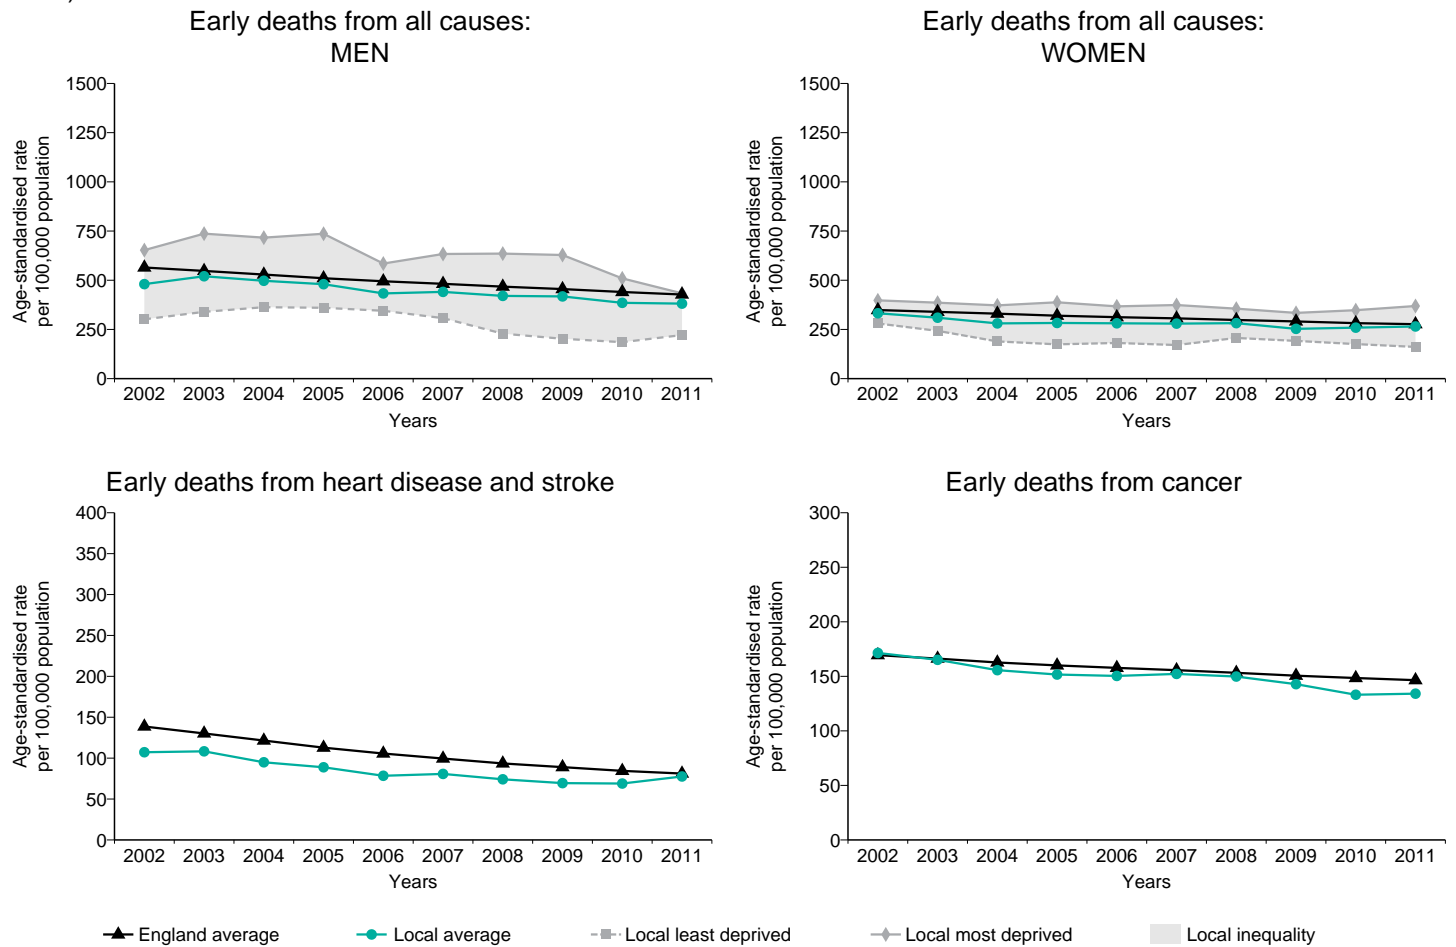 Early deaths from all causes:
MEN
Age-standardised rate
per 100,000 population
1500
1250
1000
750
500
250
0
2002 2003 2004 2005 2006 2007 2008 2009 2010 2011
Years
Early deaths from all causes:
WOMEN
Age-standardised rate
per 100,000 population
1500
1250
1000
750
500
250
0
2002 2003 2004 2005 2006 2007 2008 2009 2010 2011
Years
Early deaths from heart disease and stroke
Age-standardised rate
per 100,000 population
400
350
300
250
200
150
100
50
0
2002 2003 2004 2005 2006 2007 2008 2009 2010 2011
Years
Early deaths from cancer
Age-standardised rate
per 100,000 population
300
250
200
150
100
50
0
2002 2003 2004 2005 2006 2007 2008 2009 2010 2011
Years
England average
Local average
Local least deprived
Local most deprived
Local inequality